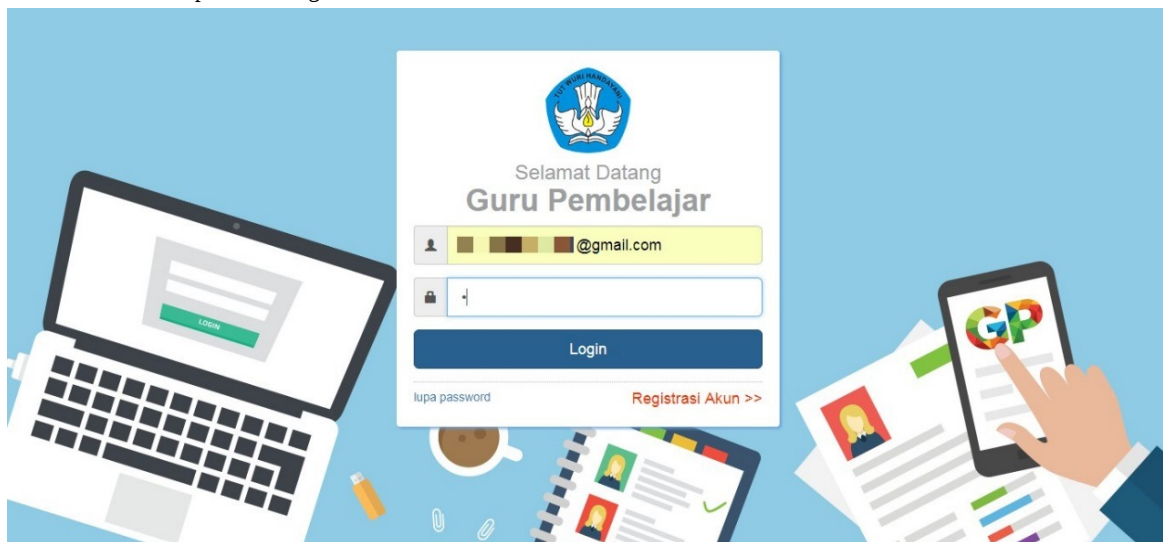 TUT WURI HANDAYANI
Selamat Datang
Guru Pembelajar
@gmail.com
Login
lupa password
Registrasi Akun >>
LOGIN
GP